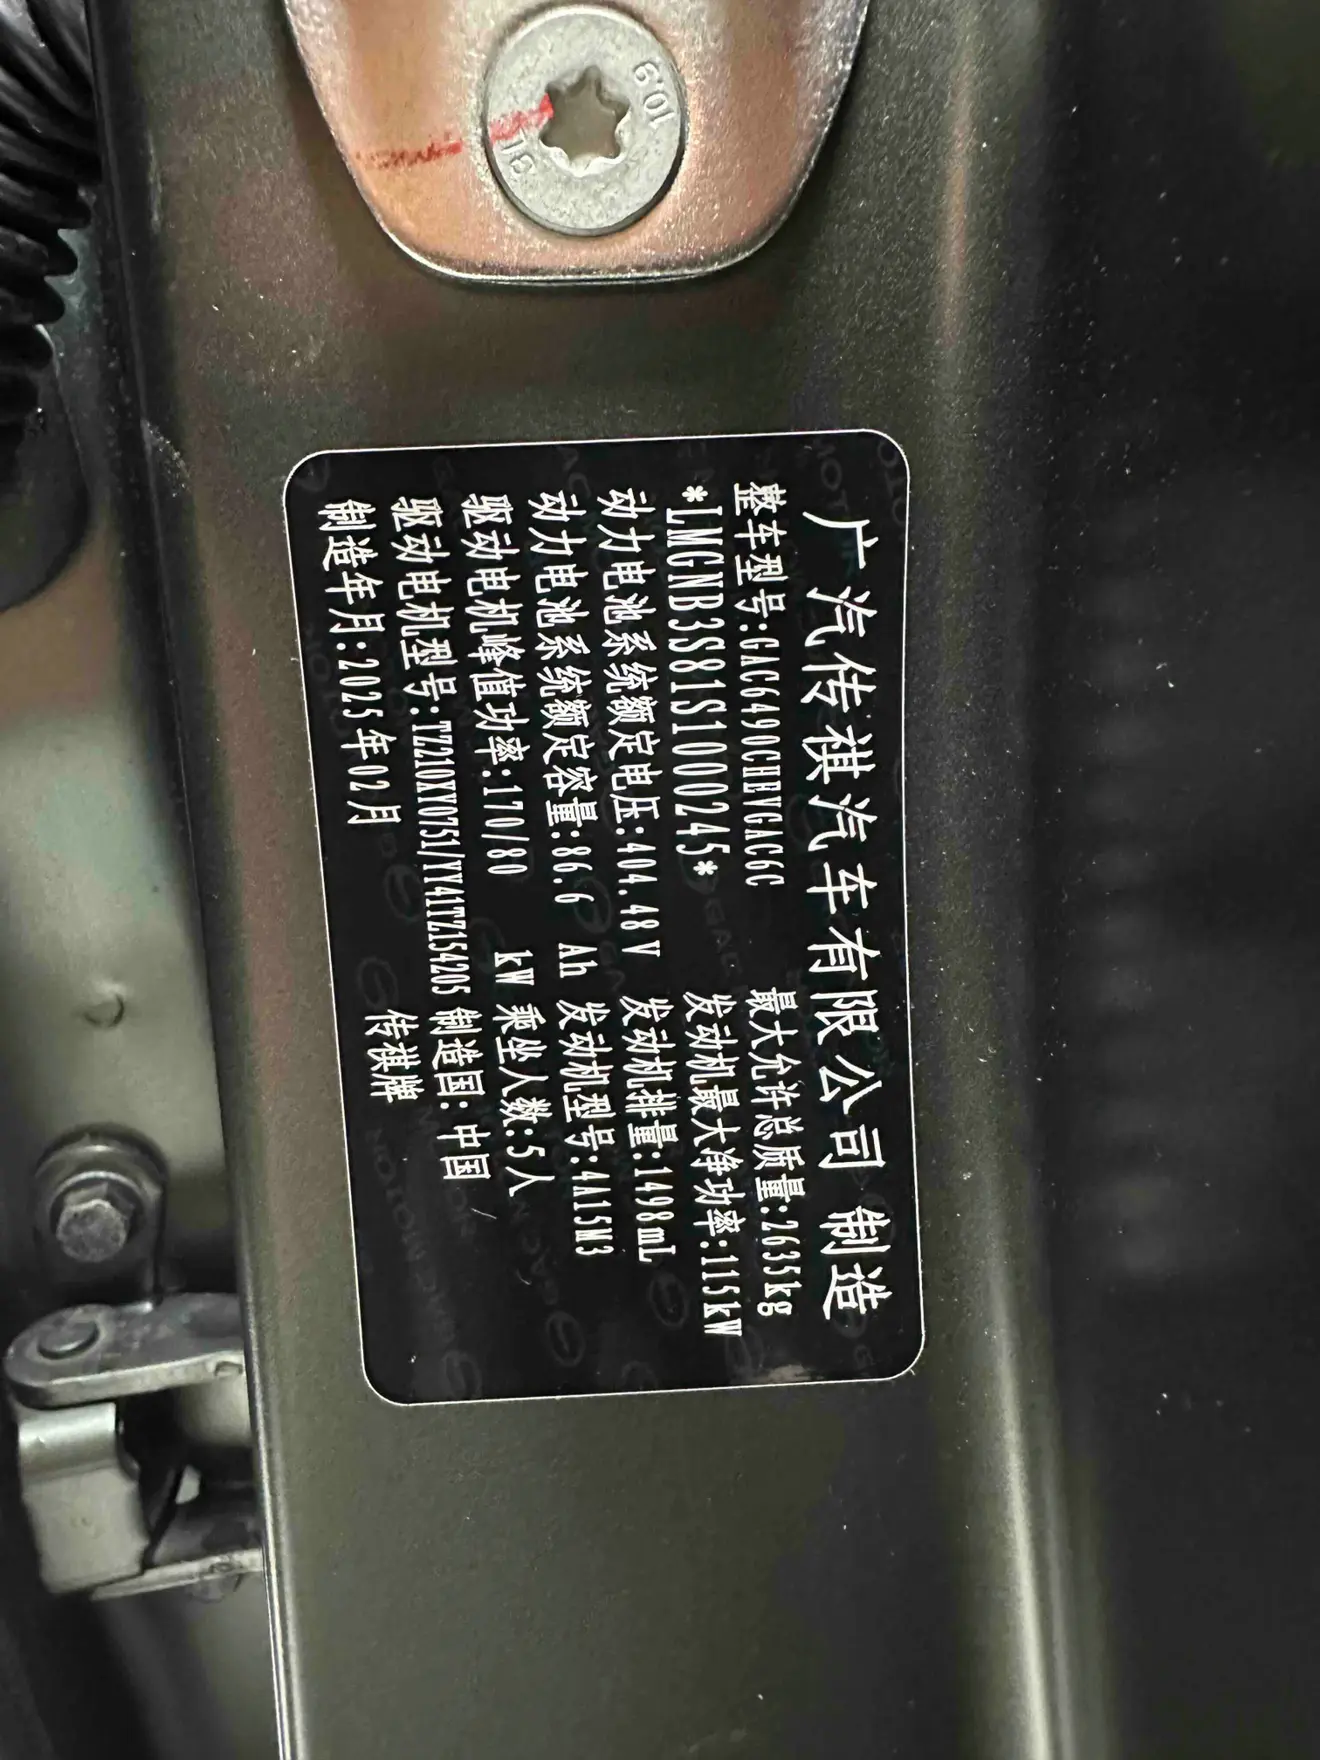 10.9
广汽传祺汽车有限公司 制造
整车型号:GAC6490CHEVGAC6C 最大允许总质量:2635kg
*LMGNB3S81S1000245* 发动机最大净功率:115kW
动力电池系统额定电压:404.48V 发动机排量:1498mL
动力电池系统额定容量:86.6 Ah 发动机型号:4A15M3
驱动电机峰值功率:170/80 kW 乘坐人数:5人
驱动电机型号:TZ210XY0751/YY41TZ154205 制造国:中国
制造年月:2025年02月 传祺牌